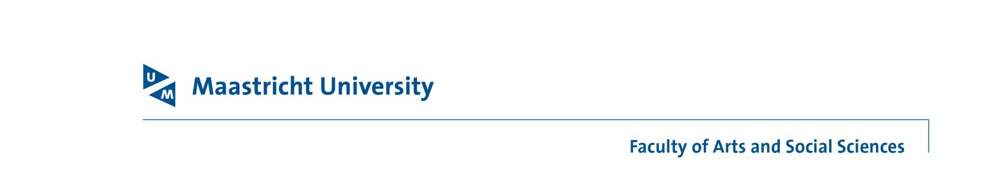 U
M
Maastricht University
Faculty of Arts and Social Sciences